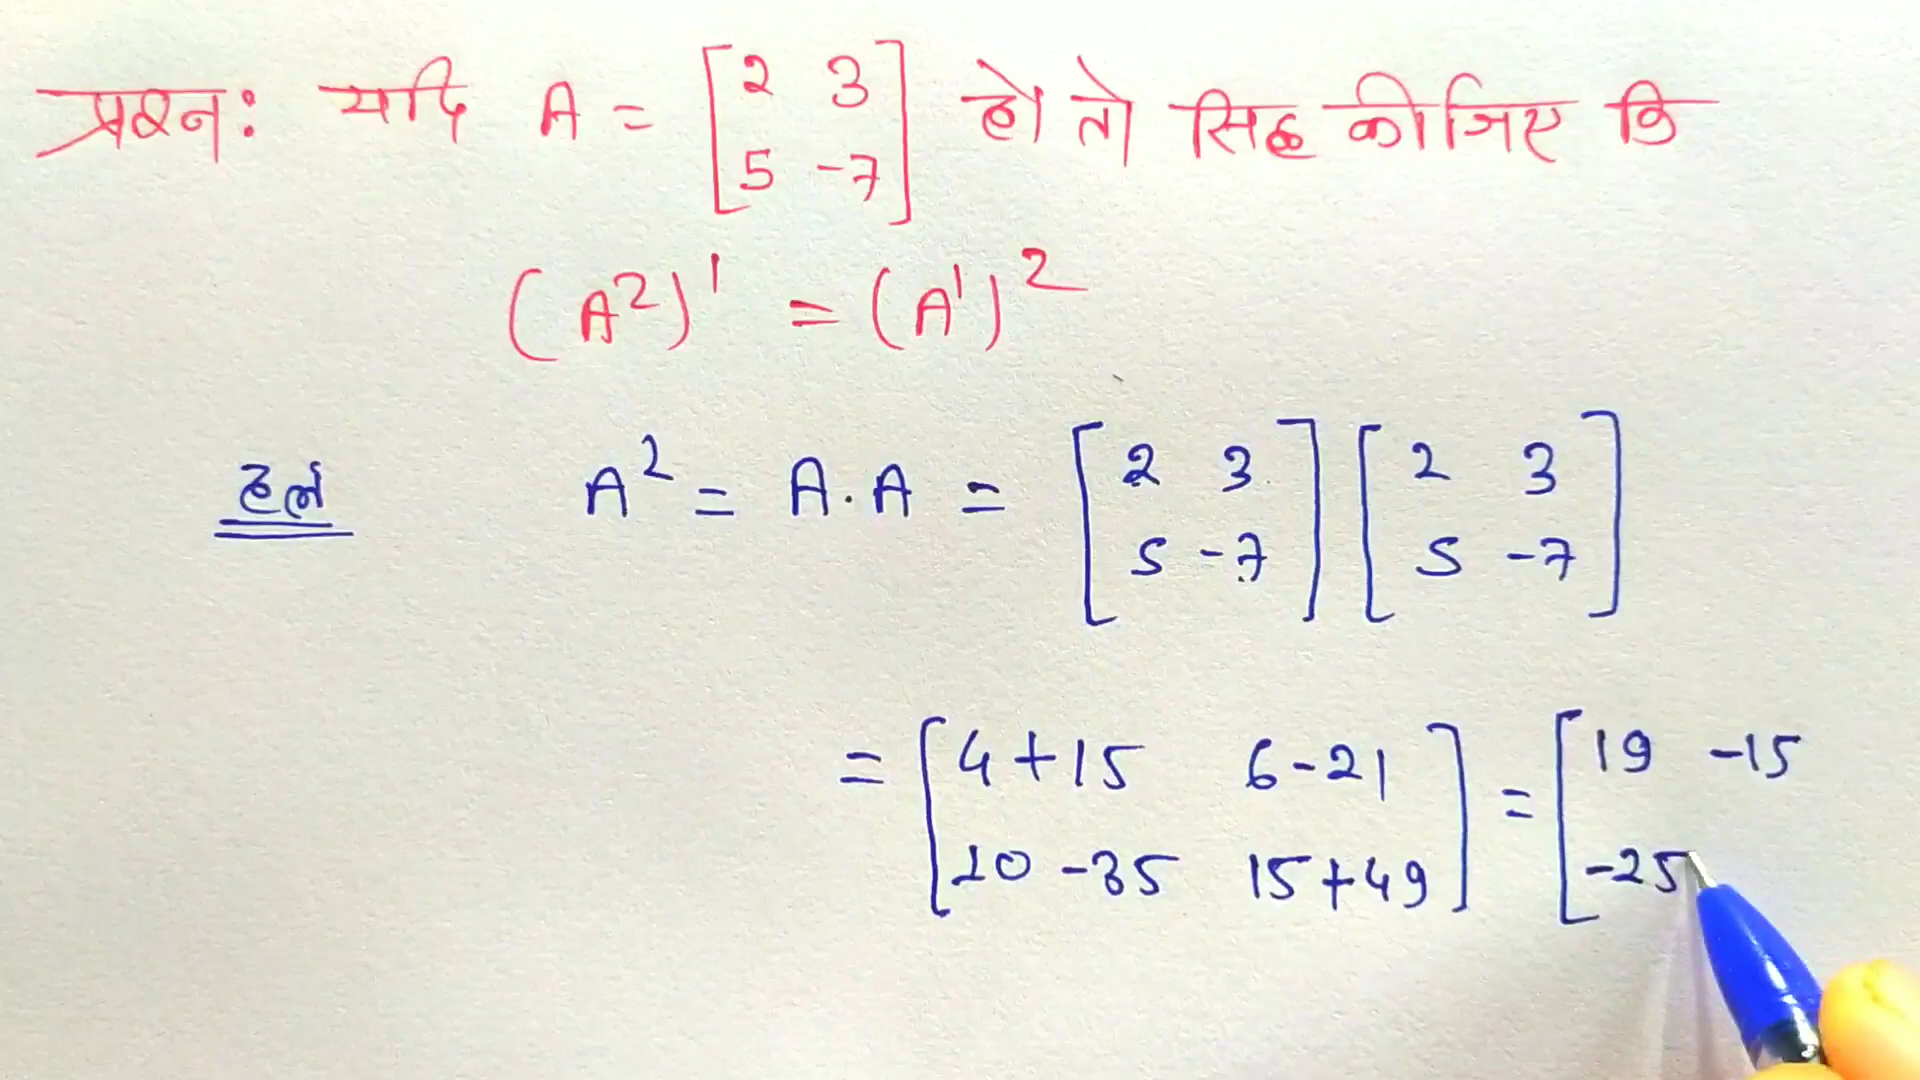 प्रश्न: यदि A = [2 3 5 -7] हो तो सिद्ध कीजिए कि
(A²)' = (A')²
हल A² = A.A = [2 3 5 -7] [2 3 5 -7]
= [4+15 6-21 10-35 15+49] = [19 -15 -25